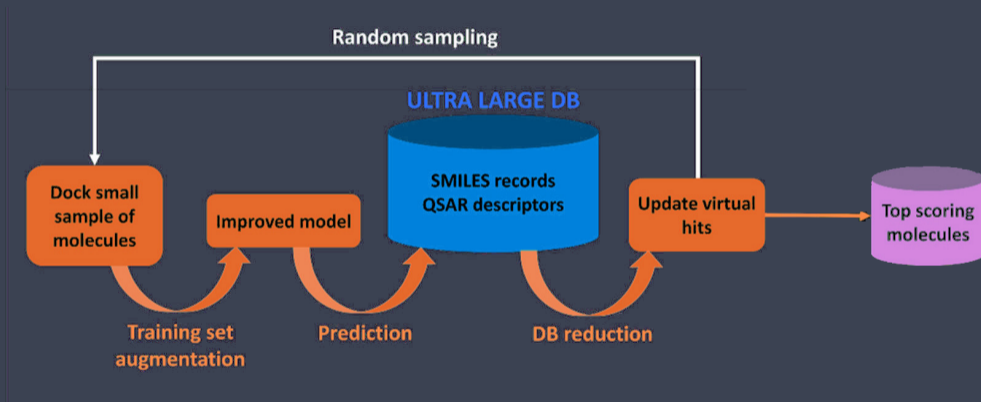 Random sampling
ULTRA LARGE DB
Dock small
sample of
molecules
Improved model
SMILES records
QSAR descriptors
Update virtual
hits
Top scoring
molecules
Training set
augmentation
Prediction
DB reduction